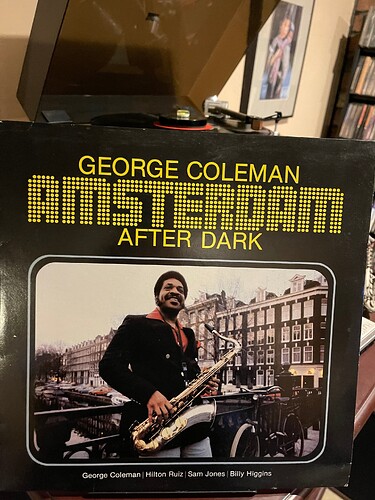 GEORGE COLEMAN
AMSTERDAM
AFTER DARK
George Coleman | Hilton Ruiz | Sam Jones | Billy Higgins